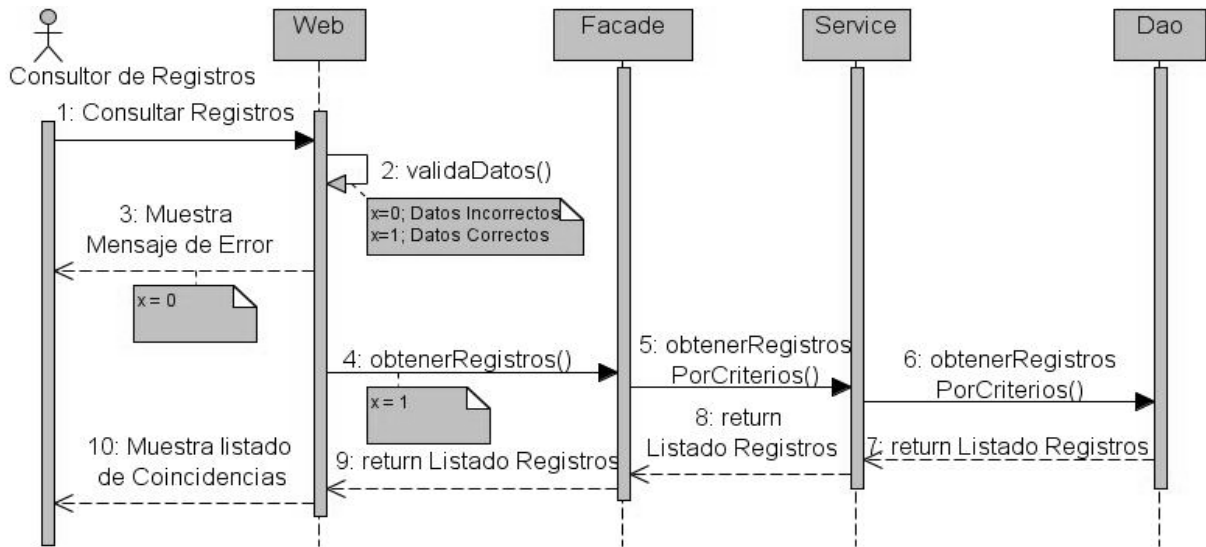 Web
Facade
Service
Dao
Consultor de Registros
1: Consultar Registros
2: validaDatos()
x=0; Datos Incorrectos
x=1; Datos Correctos
3: Muestra
Mensaje de Error
x = 0
4: obtenerRegistros()
x = 1
5: obtenerRegistros
PorCriterios()
6: obtenerRegistros
PorCriterios()
7: return Listado Registros
8: return
Listado Registros
9: return Listado Registros
10: Muestra listado
de Coincidencias